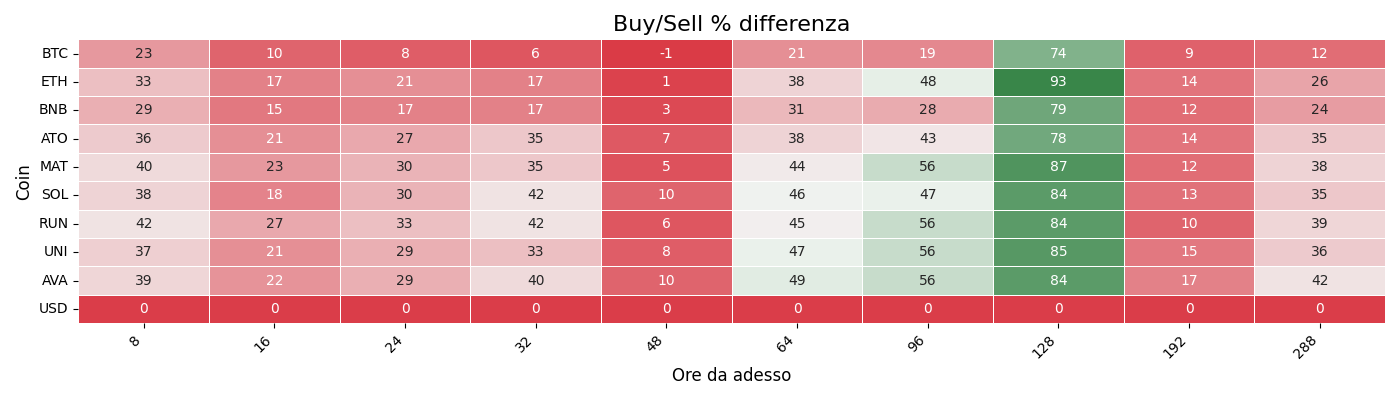 Buy/Sell % differenza
Coin
BTC 23 10 8 6 -1 21 19 74 9 12
ETH 33 17 21 17 1 38 48 93 14 26
BNB 29 15 17 17 3 31 28 79 12 24
ATO 36 21 27 35 7 38 43 78 14 35
MAT 40 23 30 35 5 44 56 87 12 38
SOL 38 18 30 42 10 46 47 84 13 35
RUN 42 27 33 42 6 45 56 84 10 39
UNI 37 21 29 33 8 47 56 85 15 36
AVA 39 22 29 40 10 49 56 84 17 42
USD 0 0 0 0 0 0 0 0 0 0
8 16 24 32 48 64 96 128 192 288
Ore da adesso